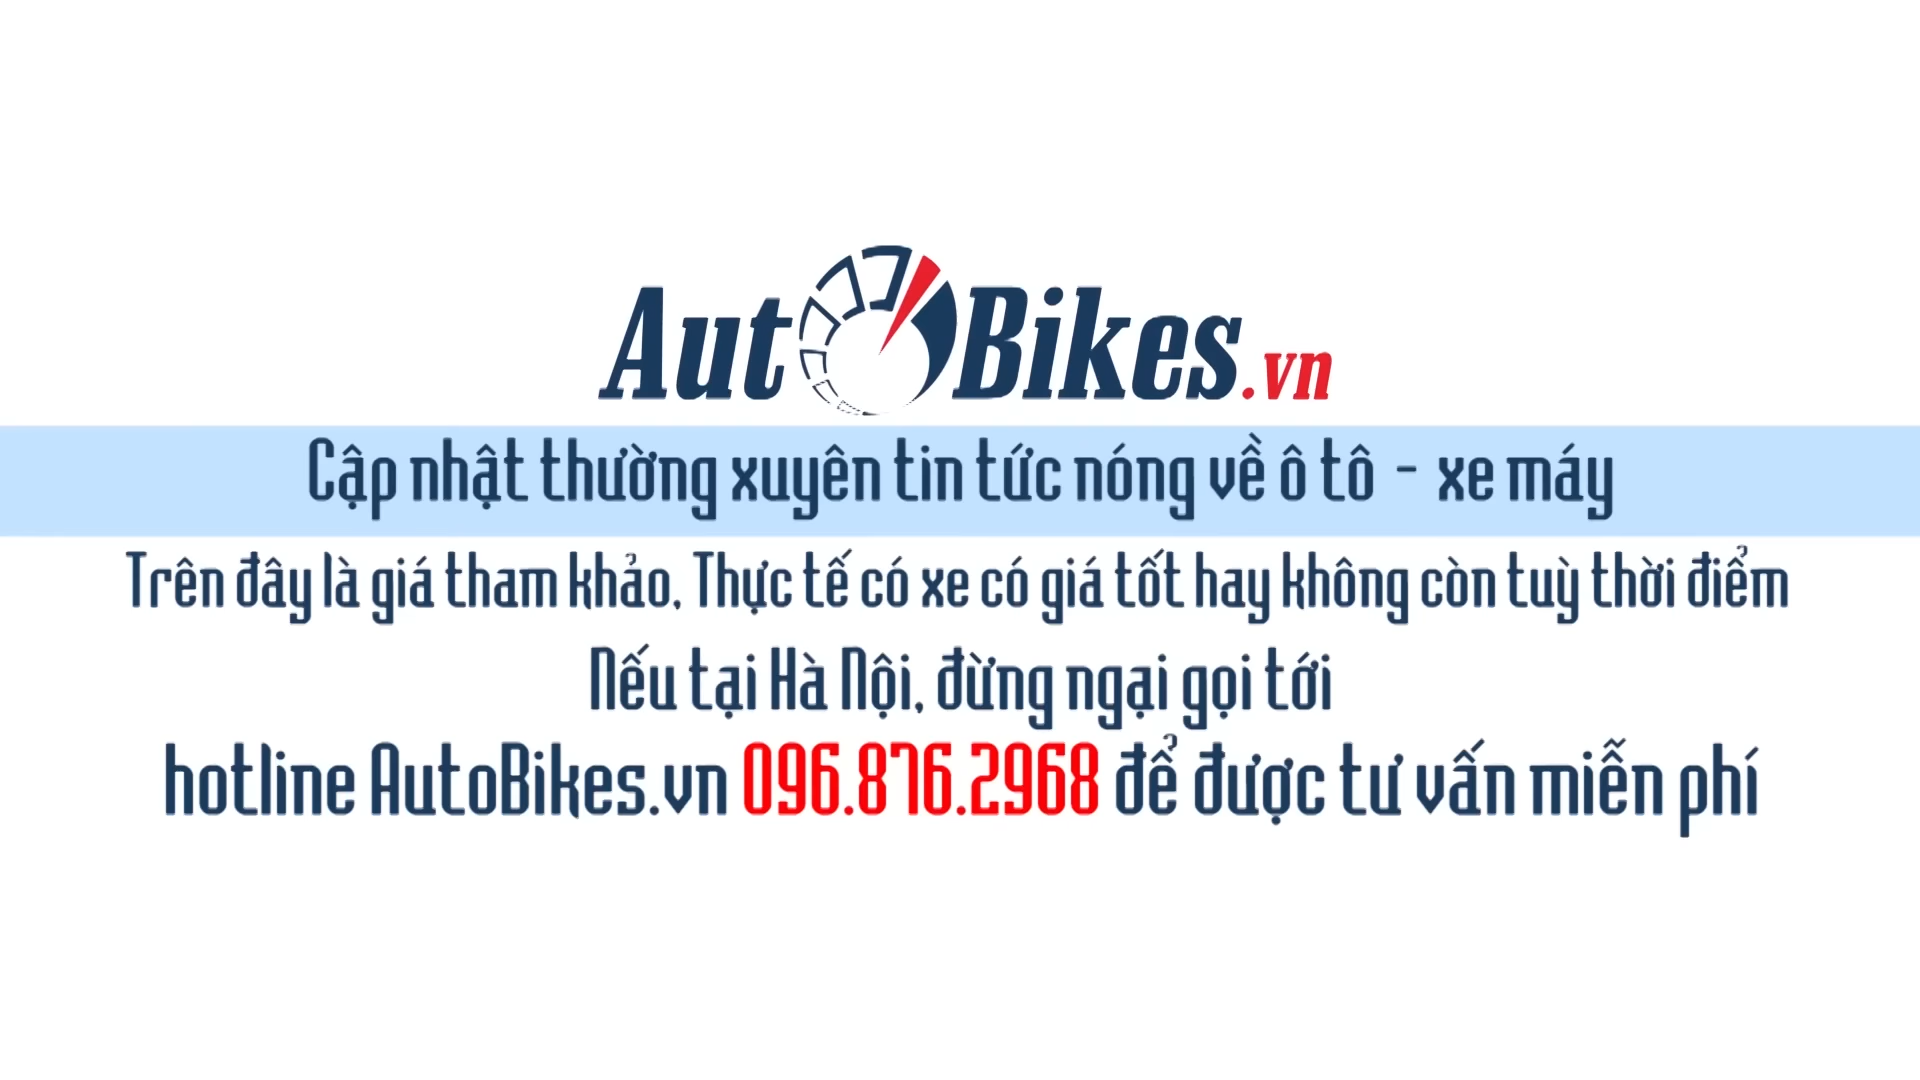 AutoBikes.vn
Cập nhật thường xuyên tin tức nóng về ô tô - xe máy
Trên đây là giá tham khảo, Thực tế có xe có giá tốt hay không còn tuỳ thời điểm
Nếu tại Hà Nội, đừng ngại gọi tới
hotline AutoBikes.vn 096.876.2968 để được tư vấn miễn phí